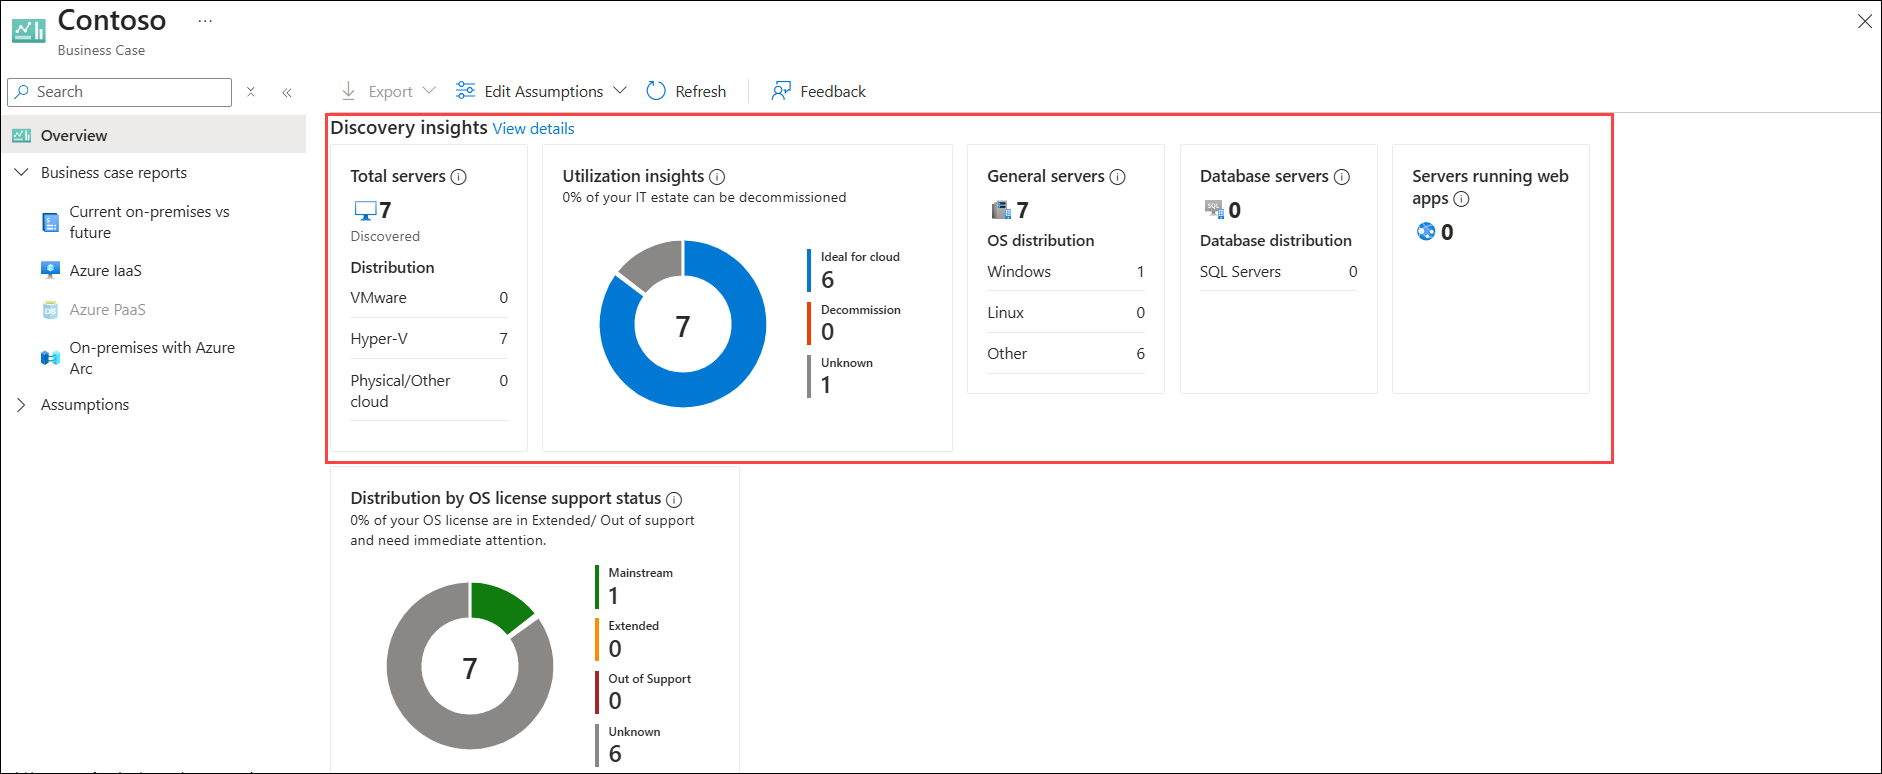 Contoso
...
Business Case
Search
Export
Edit Assumptions
Refresh
Feedback
Overview
Business case reports
Current on-premises vs
future
Azure IaaS
Azure PaaS
On-premises with Azure
Arc
Assumptions
Discovery insights View details
Total servers
7
Discovered
Distribution
VMware 0
Hyper-V 7
Physical/Other 0
cloud
Utilization insights
0% of your IT estate can be decommissioned
7
Ideal for cloud
6
Decommission
0
Unknown
1
General servers
7
OS distribution
Windows 1
Linux 0
Other 6
Database servers
SQL
0
Database distribution
SQL Servers 0
Servers running web
apps
0
Distribution by OS license support status
0% of your OS license are in Extended/ Out of support
and need immediate attention.
7
Mainstream
1
Extended
0
Out of Support
0
Unknown
6